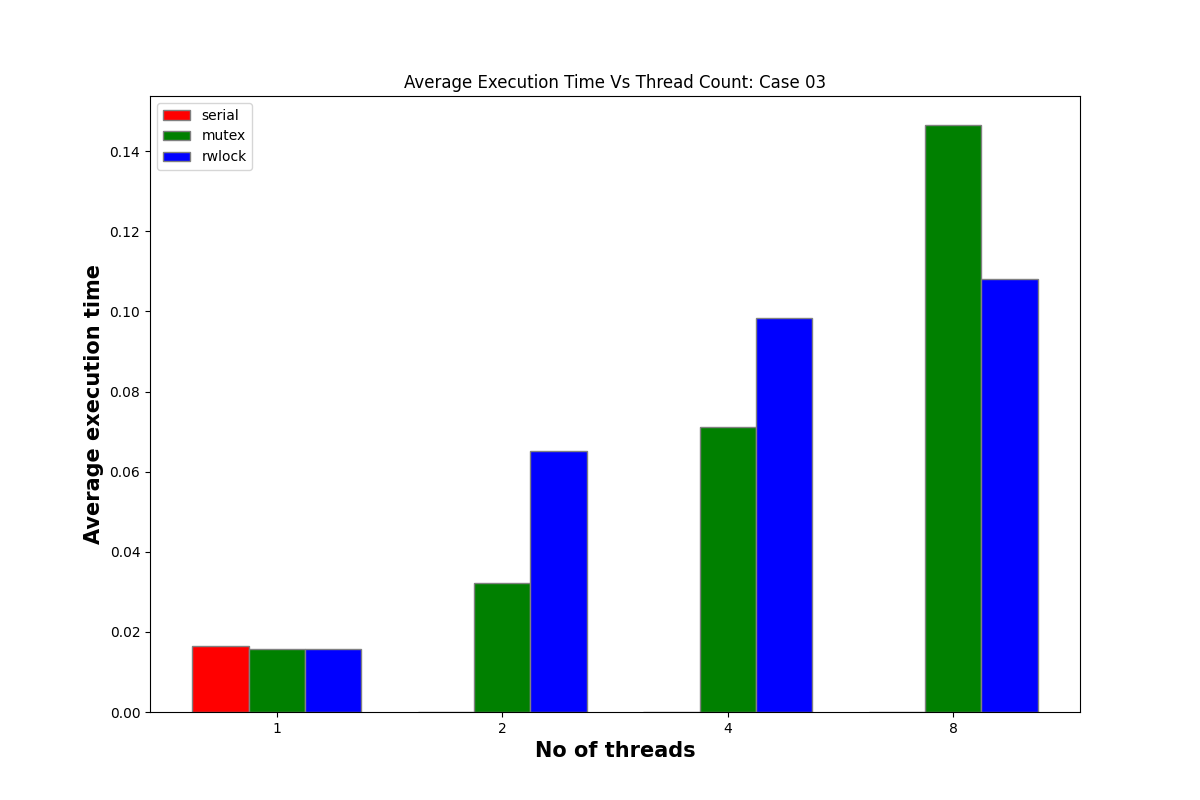 Average Execution Time Vs Thread Count: Case 03
serial
mutex
rwlock
0.14
0.12
0.10
0.08
0.06
0.04
0.02
0.00
Average execution time
1 2 4 8
No of threads